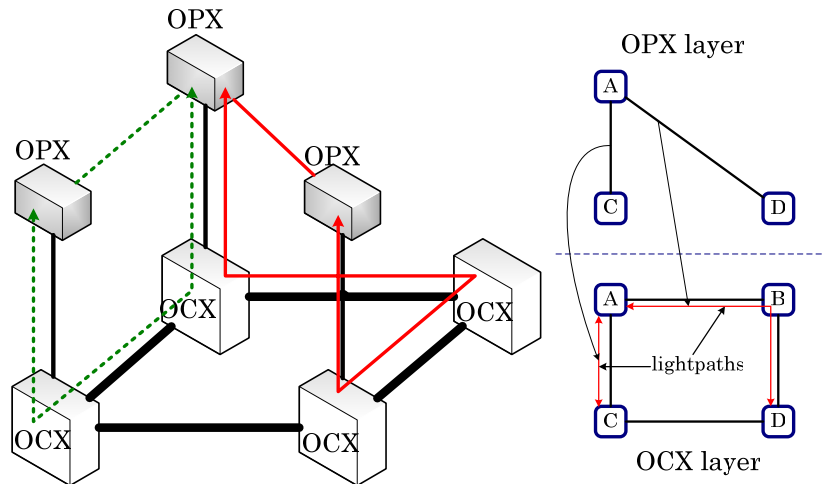 OPX
OPX
OPX
OCX
OCX
OCX
OCX
OPX layer
A
C
D
A
B
lightpaths
C
D
OCX layer